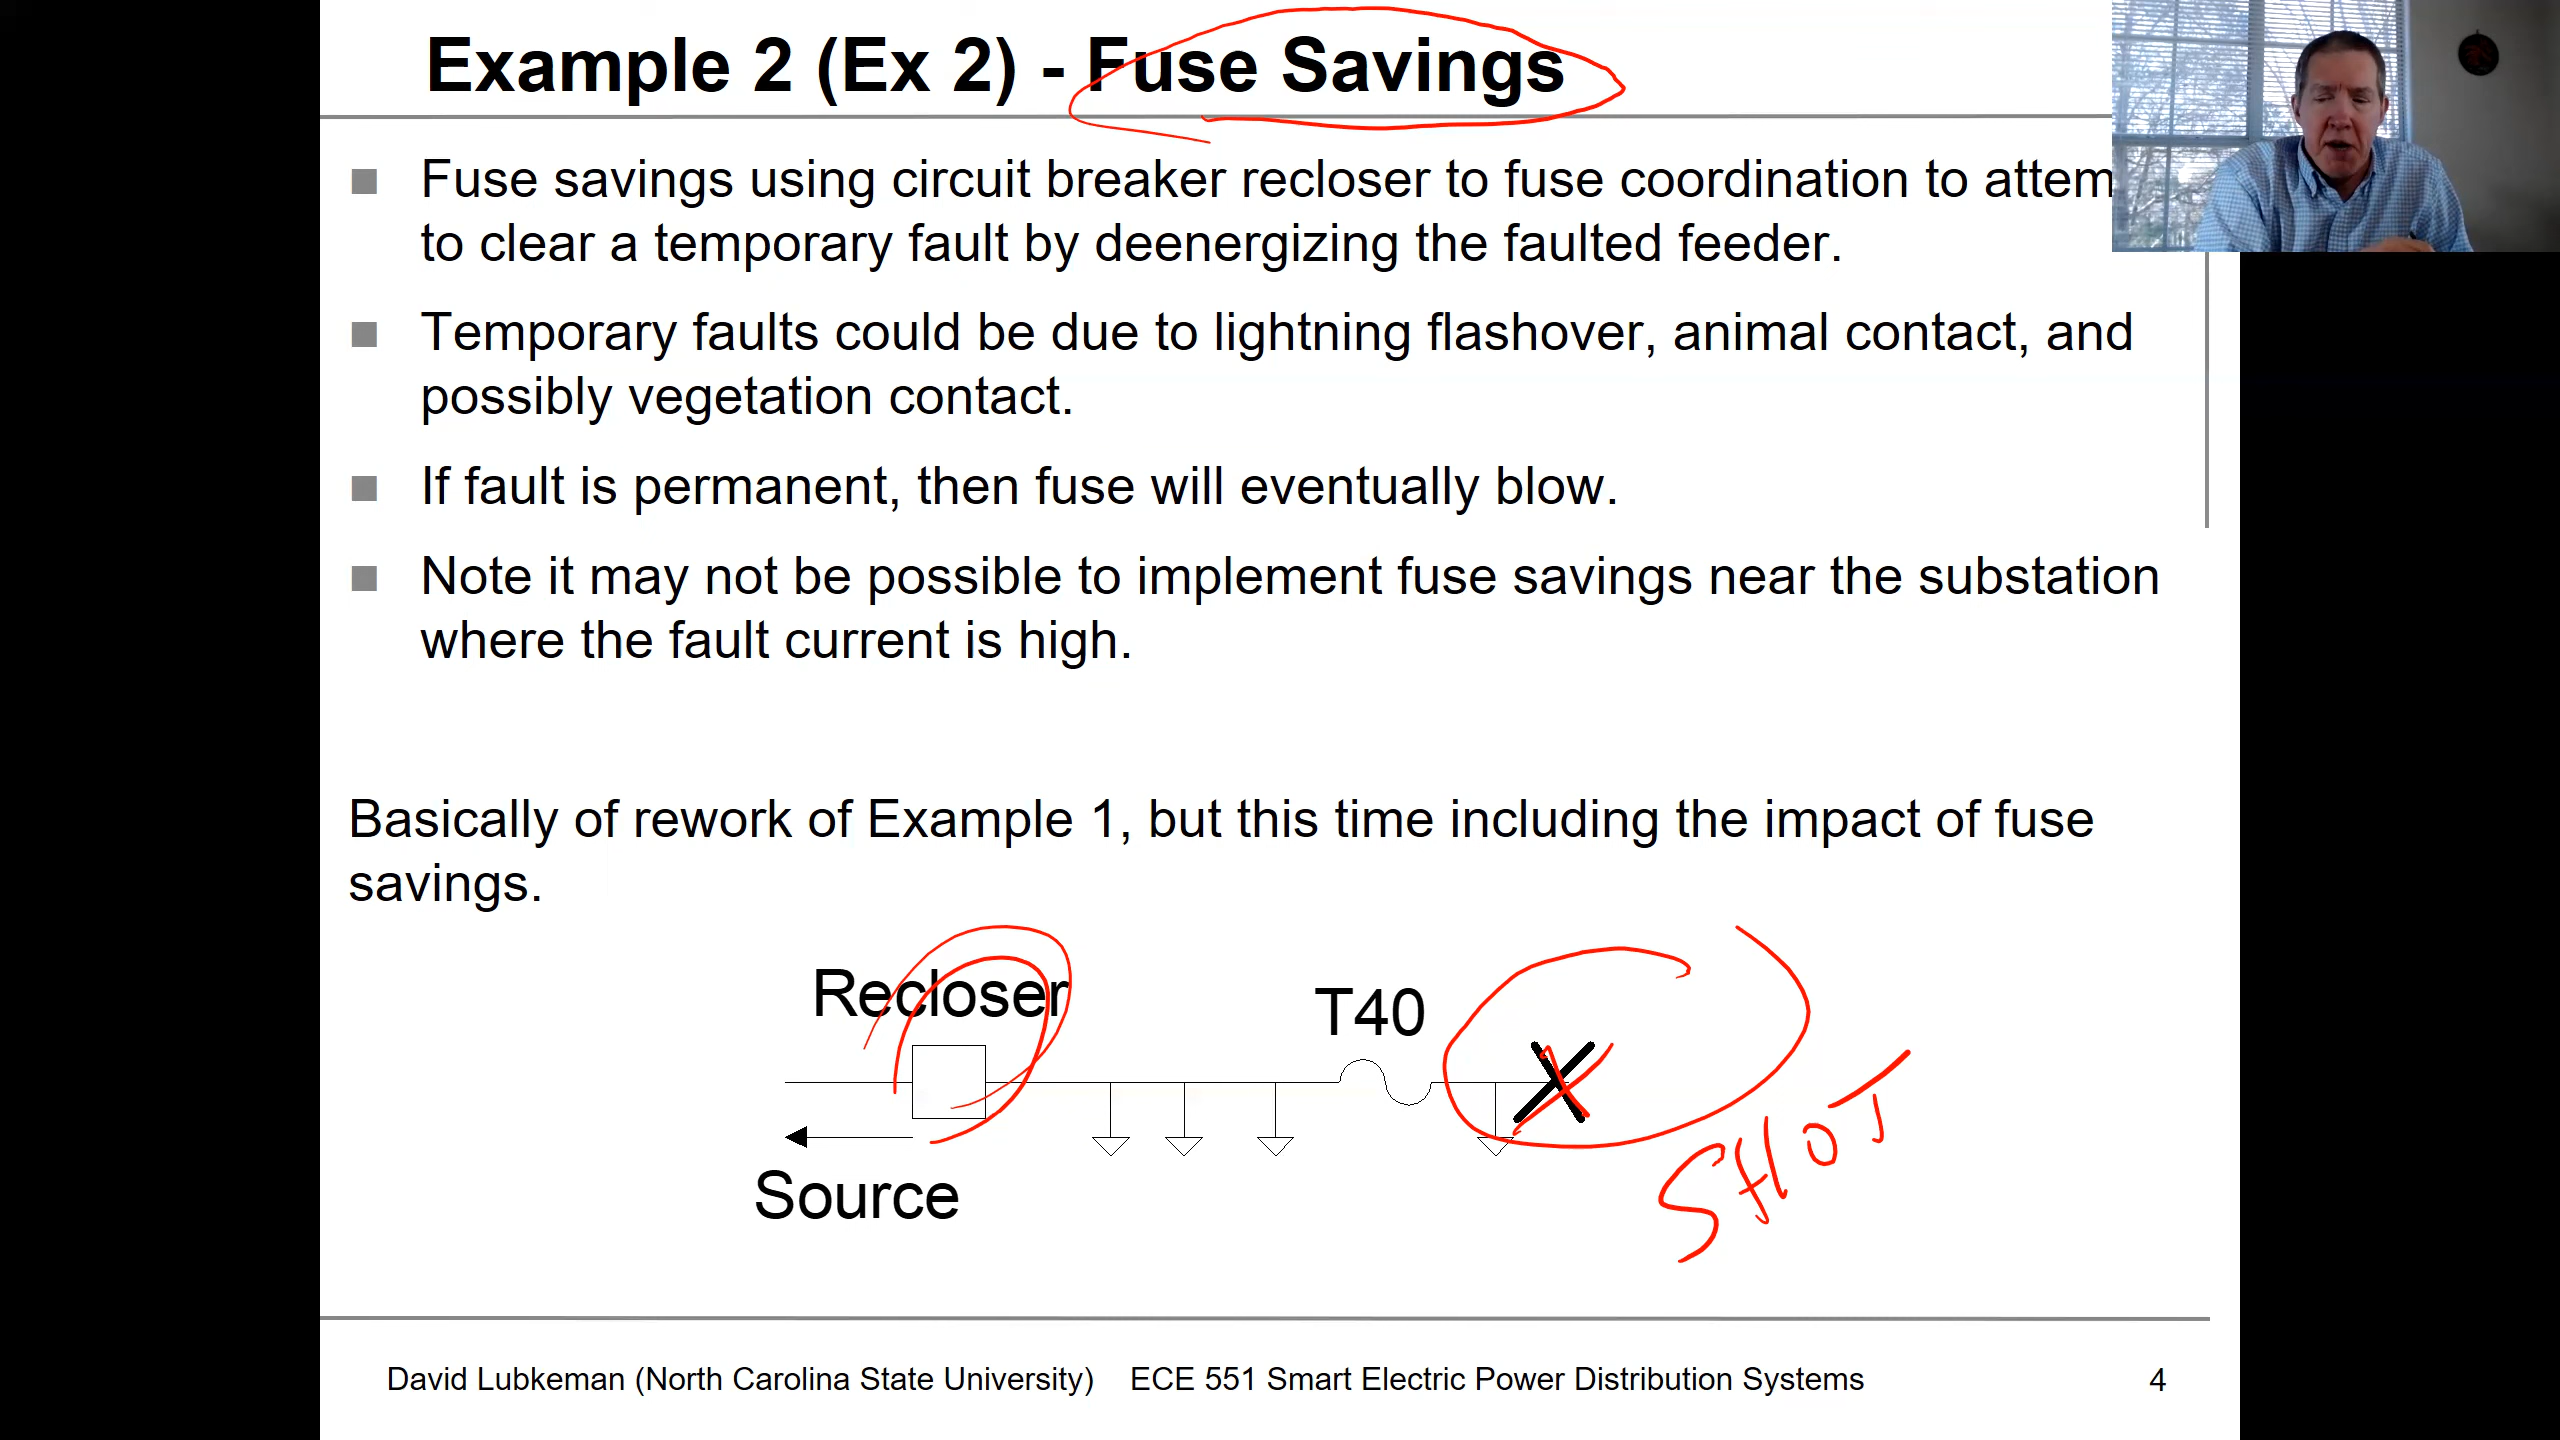 Example 2 (Ex 2) - Fuse Savings
Fuse savings using circuit breaker recloser to fuse coordination to attem
to clear a temporary fault by deenergizing the faulted feeder.
Temporary faults could be due to lightning flashover, animal contact, and
possibly vegetation contact.
If fault is permanent, then fuse will eventually blow.
Note it may not be possible to implement fuse savings near the substation
where the fault current is high.
Basically of rework of Example 1, but this time including the impact of fuse
savings.
Recloser
T40
Source
SHOT
David Lubkeman (North Carolina State University) ECE 551 Smart Electric Power Distribution Systems 4